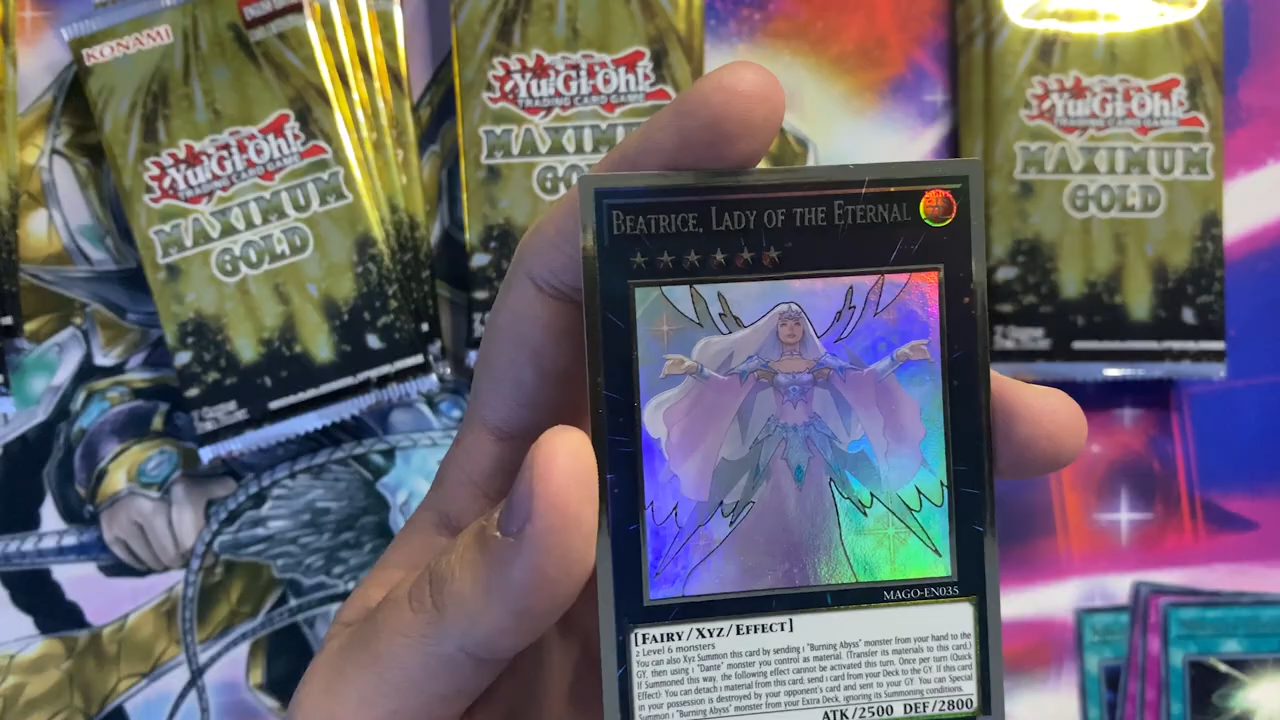 KONAMI
Yu-Gi-Oh!
TRADING CARD GAME
MAXIMUM
GOLD
Yu-Gi-Oh!
TRADING CARD GAME
MAXIMUM
GO
Yu-Gi-Oh!
TRADING CARD GAME
MAXIMUM
GOLD
BEATRICE, LADY OF THE ETERNAL
LIGHT
MAGO-EN035
[FAIRY/XYZ/EFFECT]
2 Level 6 monsters
You can also Xyz Summon this card by sending 1 "Burning Abyss" monster from your hand to the
GY, then using 1 "Dante" monster you control as material. (Transfer its materials to this card.)
If Summoned this way, the following effect cannot be activated this turn. Once per turn (Quick
Effect): You can detach 1 material from this card; send 1 card from your Deck to the GY. If this card
in your possession is destroyed by your opponent's card and sent to your GY: You can Special
Summon 1 "Burning Abyss" monster from your Extra Deck, ignoring its Summoning conditions.
ATK/2500 DEF/2800